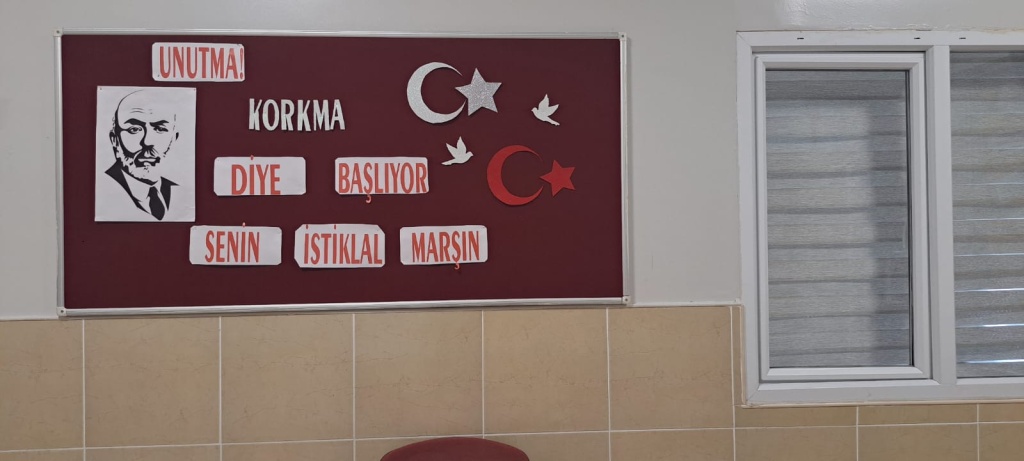 UNUTMA!
KORKMA
DİYE BAŞLIYOR
SENİN İSTİKLAL MARŞIN